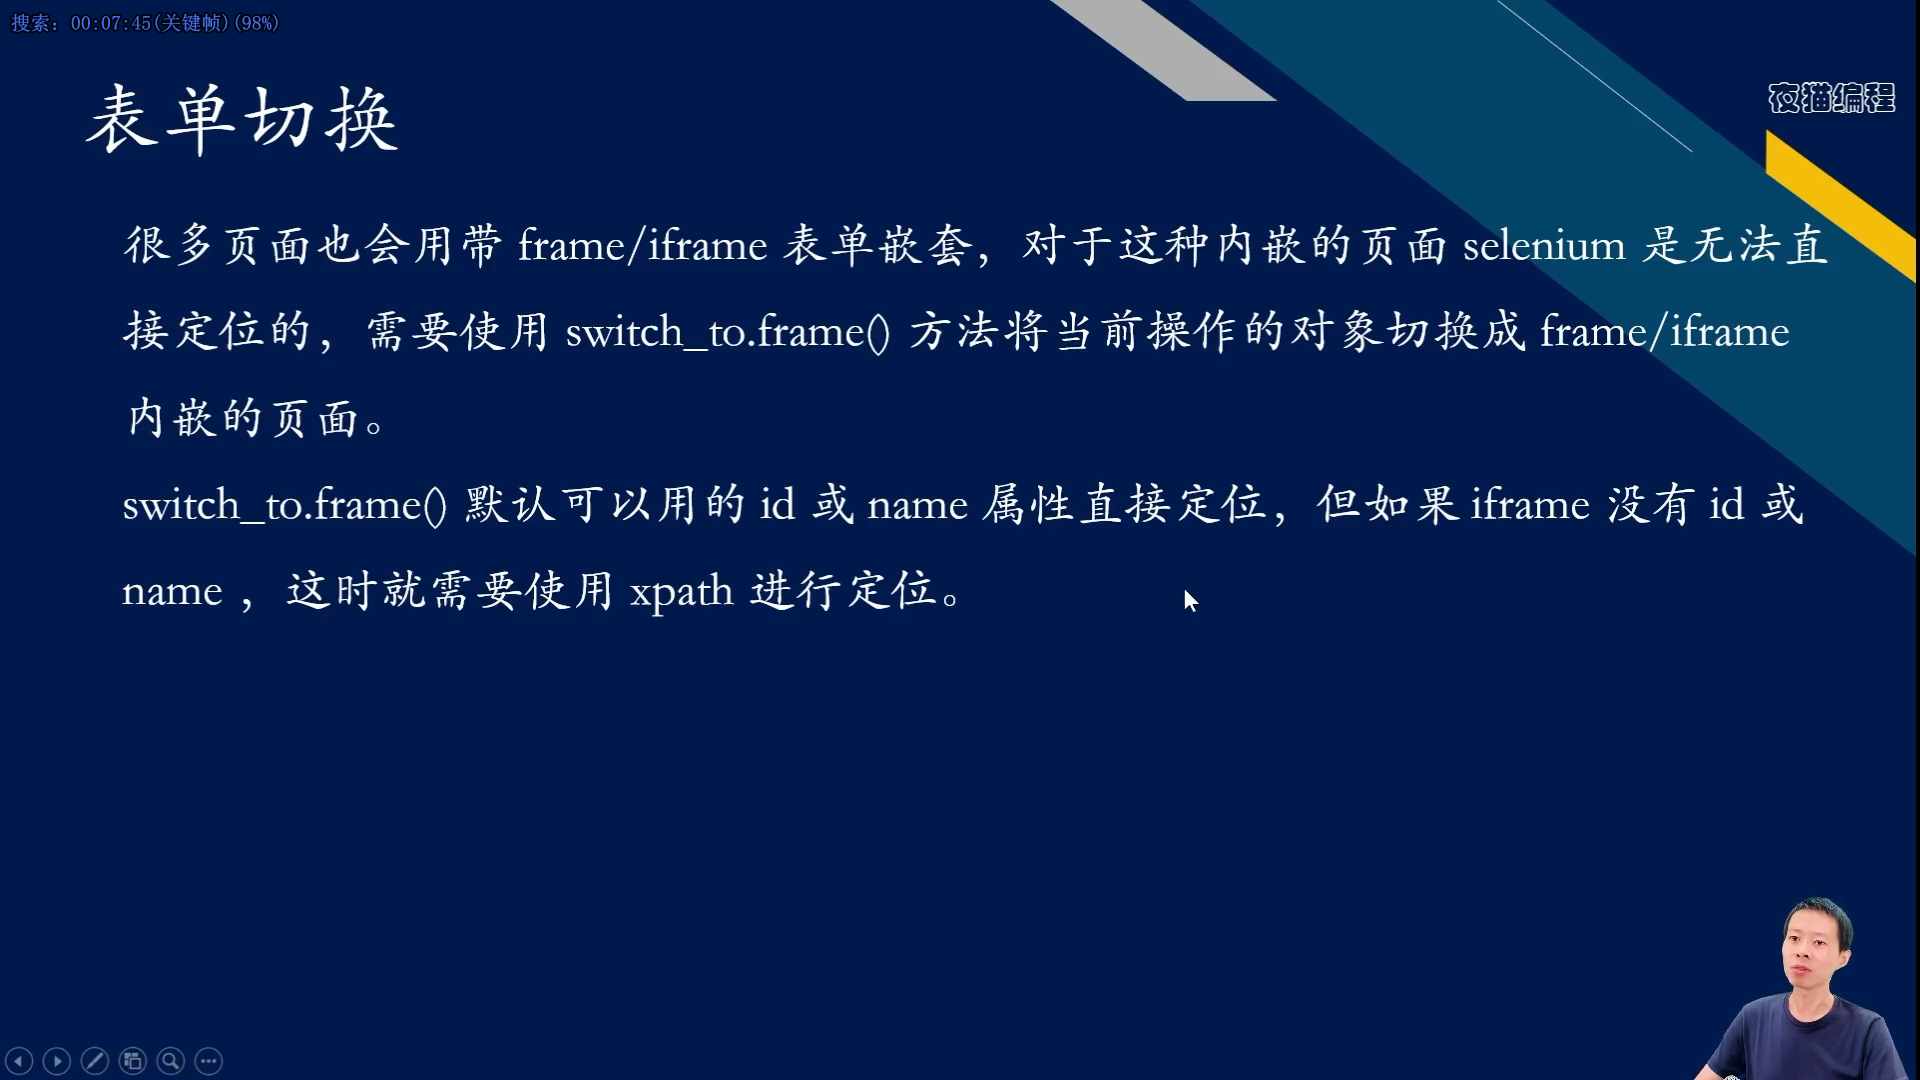 搜索: 00:07:45(关键帧)(98%)
夜猫编程
表单切换
很多页面也会用带 frame/iframe 表单嵌套，对于这种内嵌的页面 selenium 是无法直
接定位的，需要使用 switch_to.frame() 方法将当前操作的对象切换成 frame/iframe
内嵌的页面。
switch_to.frame() 默认可以用的 id 或 name 属性直接定位，但如果 iframe 没有 id 或
name ，这时就需要使用 xpath 进行定位。